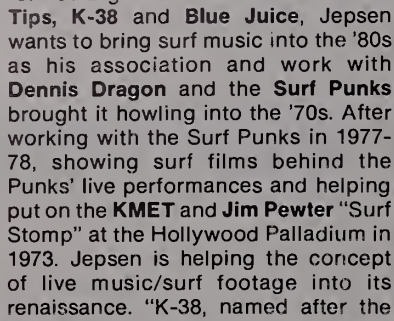 Tips, K-38 and Blue Juice, Jepsen
wants to bring surf music into the '80s
as his association and work with
Dennis Dragon and the Surf Punks
brought it howling into the '70s. After
working with the Surf Punks in 1977-
78, showing surf films behind the
Punks' live performances and helping
put on the KMET and Jim Pewter "Surf
Stomp" at the Hollywood Palladium in
1973. Jepsen is helping the concept
of live music/surf footage into its
renaissance. "K-38, named after the